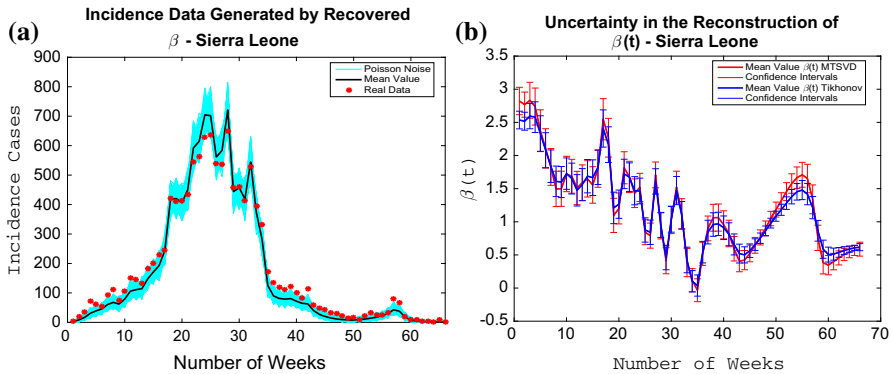 (a)
Incidence Data Generated by Recovered
β - Sierra Leone
Poisson Noise
Mean Value
Real Data
900
800
700
600
500
400
300
200
100
0
Incidence Cases
0 10 20 30 40 50 60
Number of Weeks
(b)
Uncertainty in the Reconstruction of
β(t) - Sierra Leone
Mean Value β(t) MTSVD
Confidence Intervals
Mean Value β(t) Tikhonov
Confidence Intervals
3.5
3
2.5
2
1.5
1
0.5
0
-0.5
β(t)
0 10 20 30 40 50 60 70
Number of Weeks